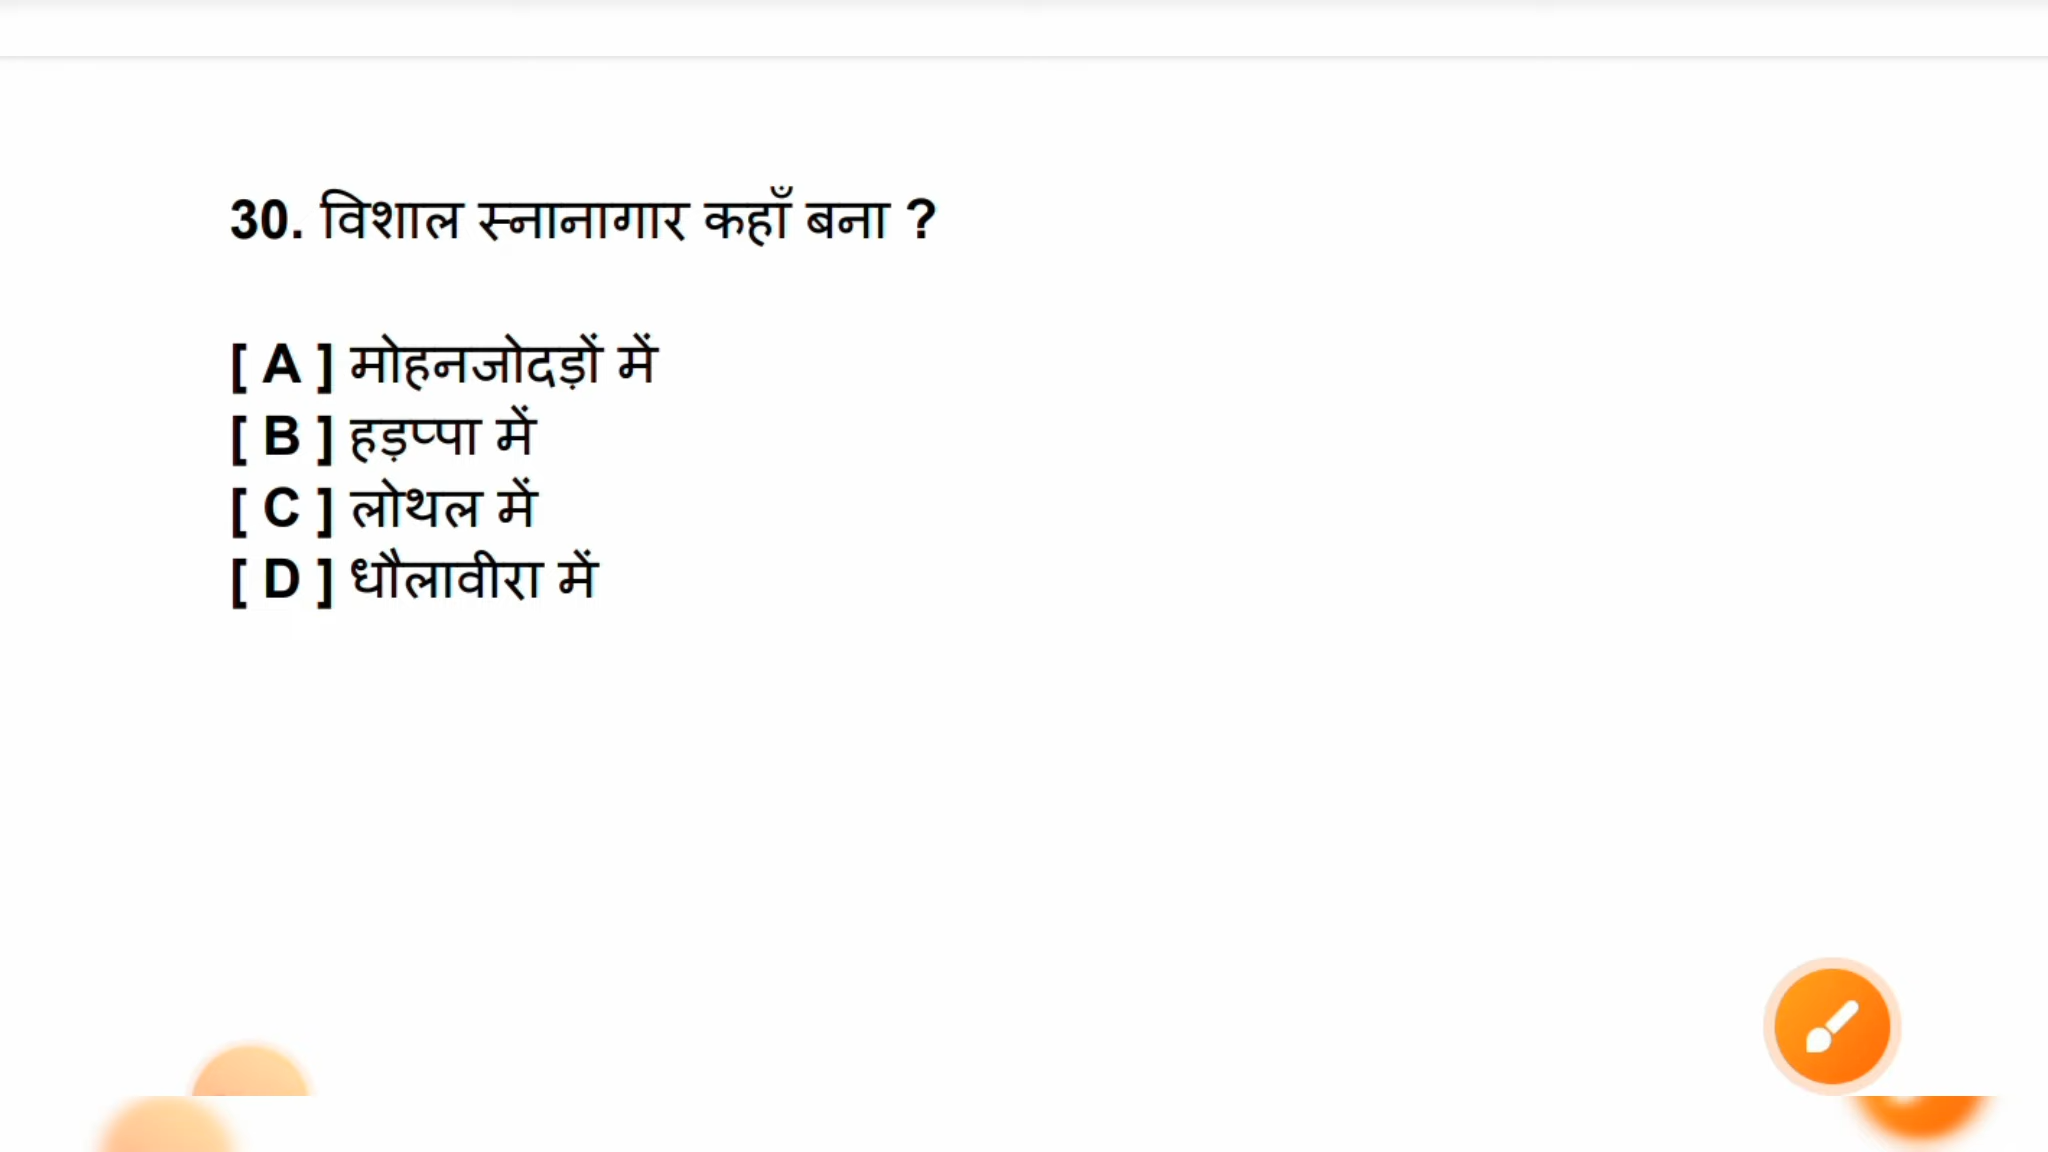 30. विशाल स्नानागार कहाँ बना ?
[ A ] मोहनजोदड़ों में
[ B ] हड़प्पा में
[ C ] लोथल में
[ D ] धौलावीरा में